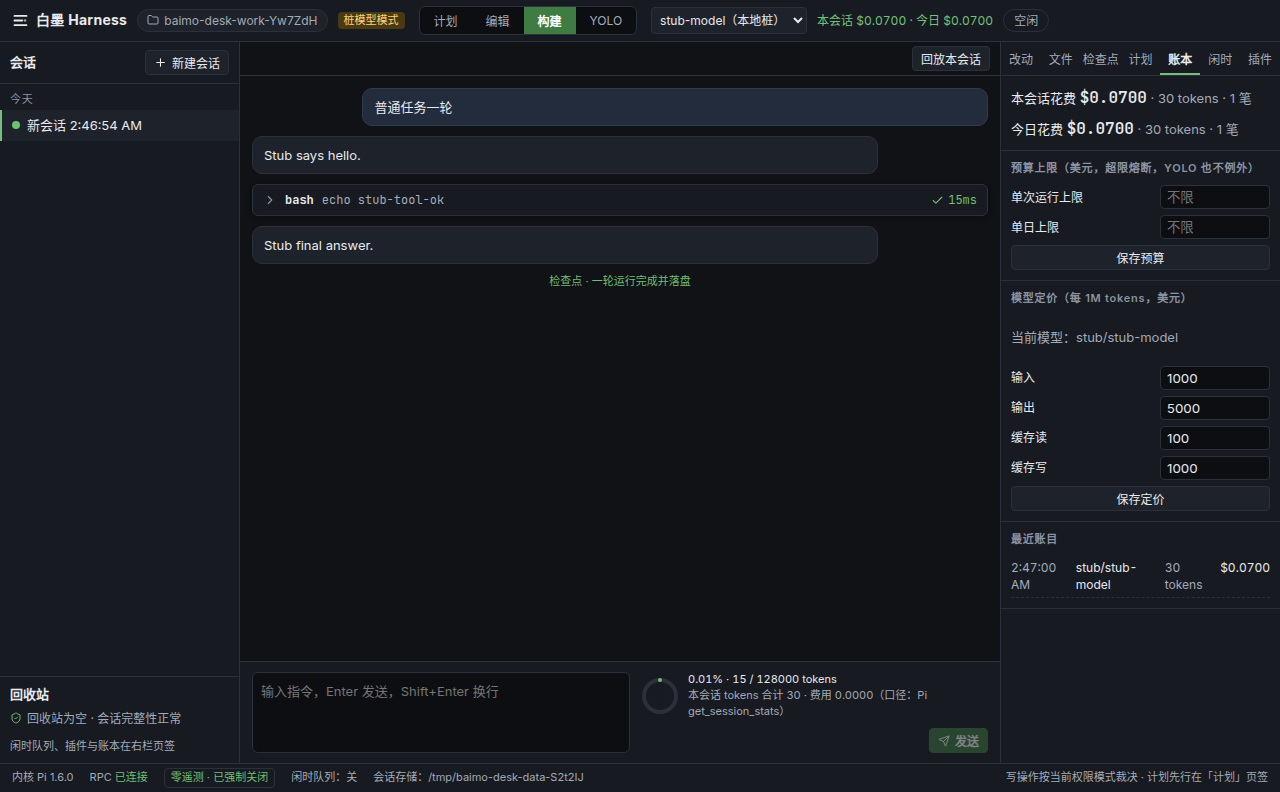 白墨 Harness
baimo-desk-work-Yw7ZdH
桩模型模式
计划
编辑
构建
YOLO
stub-model（本地桩）
本会话 $0.0700 · 今日 $0.0700
空闲
会话
新建会话
今天
新会话 2:46:54 AM
回收站
回收站为空 · 会话完整性正常
闲时队列、插件与账本在右栏页签
回放本会话
普通任务一轮
Stub says hello.
bash echo stub-tool-ok
15ms
Stub final answer.
检查点 · 一轮运行完成并落盘
输入指令，Enter 发送，Shift+Enter 换行
0.01% · 15 / 128000 tokens
本会话 tokens 合计 30 · 费用 0.0000（口径：Pi
get_session_stats）
发送
改动
文件
检查点
计划
账本
闲时
插件
本会话花费 $0.0700 · 30 tokens · 1 笔
今日花费 $0.0700 · 30 tokens · 1 笔
预算上限（美元，超限熔断，YOLO 也不例外）
单次运行上限
不限
单日上限
不限
保存预算
模型定价（每 1M tokens，美元）
当前模型：stub/stub-model
输入
1000
输出
5000
缓存读
100
缓存写
1000
保存定价
最近账目
2:47:00
AM
stub/stub-
model
30
tokens
$0.0700
内核 Pi 1.6.0
RPC 已连接
零遥测 · 已强制关闭
闲时队列：关
会话存储：/tmp/baimo-desk-data-S2t2IJ
写操作按当前权限模式裁决 · 计划先行在「计划」页签